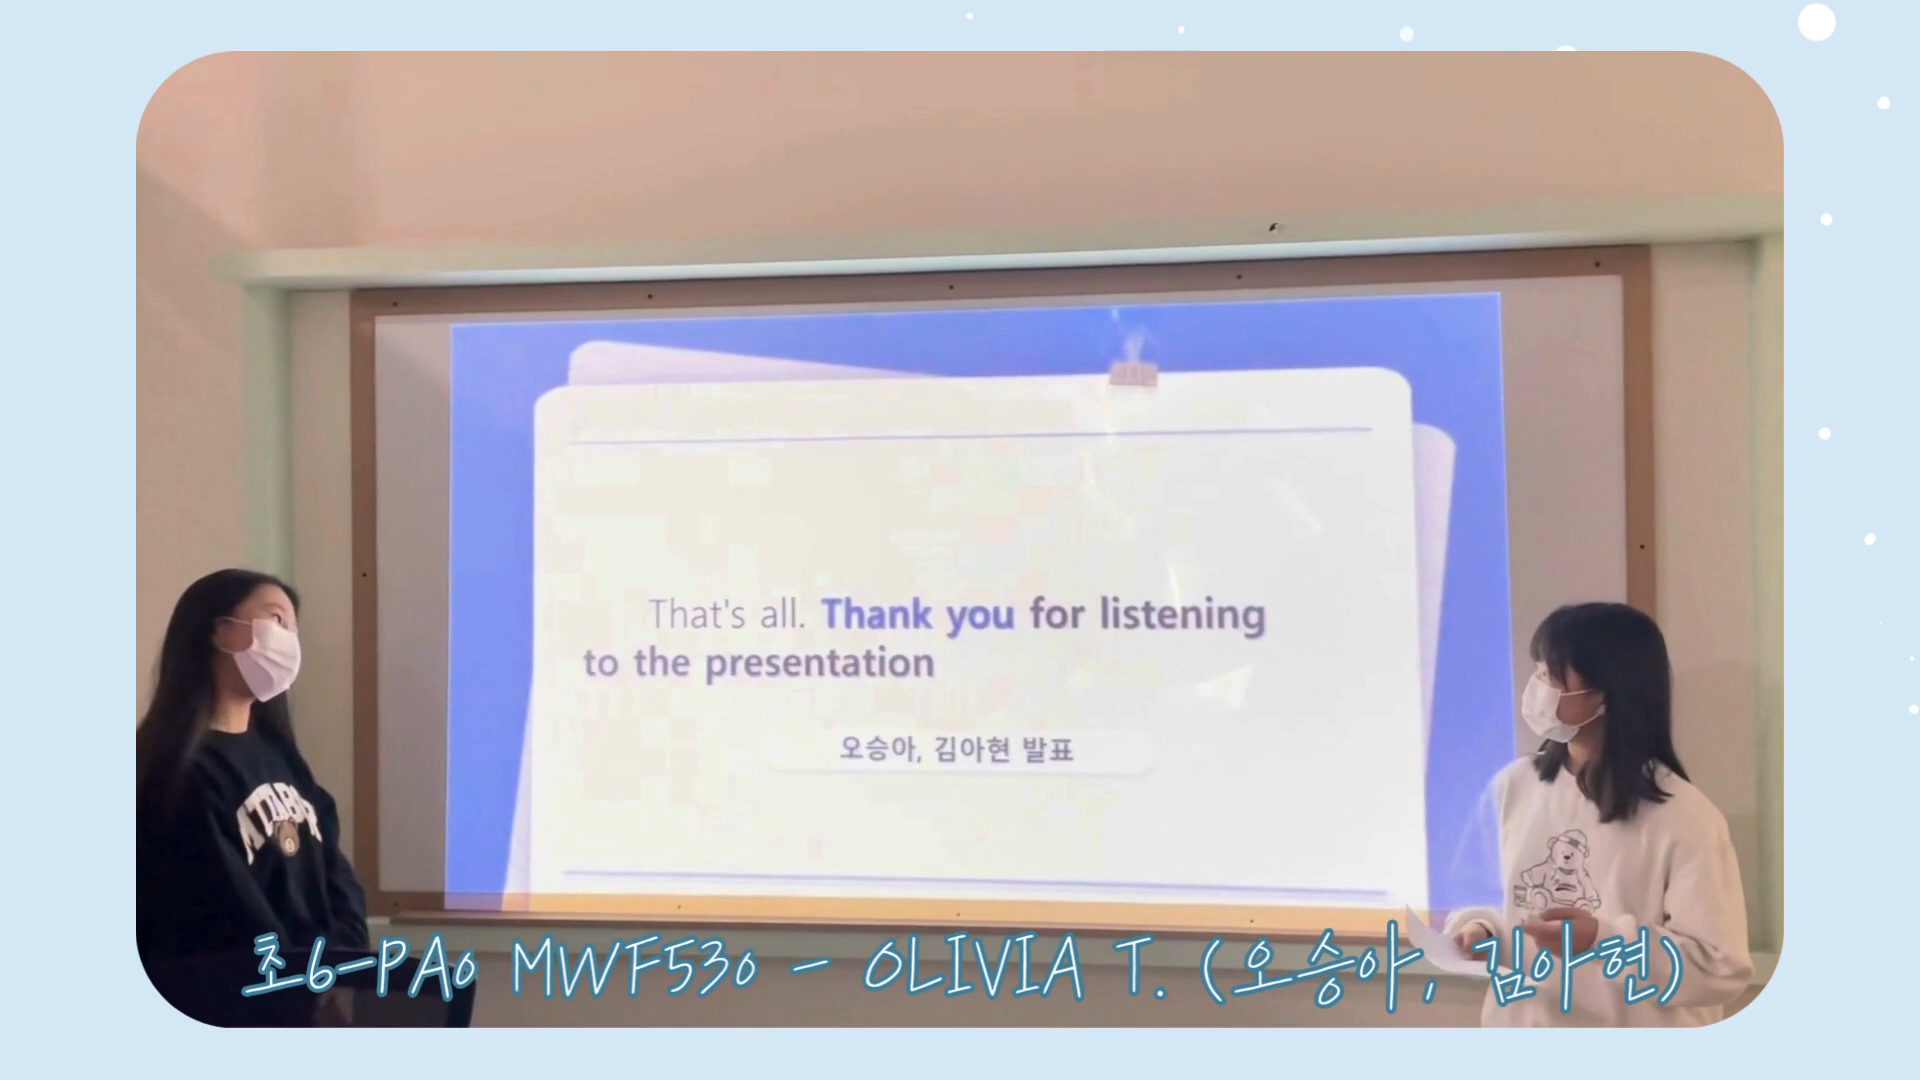 That's all. Thank you for listening
to the presentation
오승아, 김아현 발표
초6-PA0 MWF530 - OLIVIA T. (오승아, 김아현)